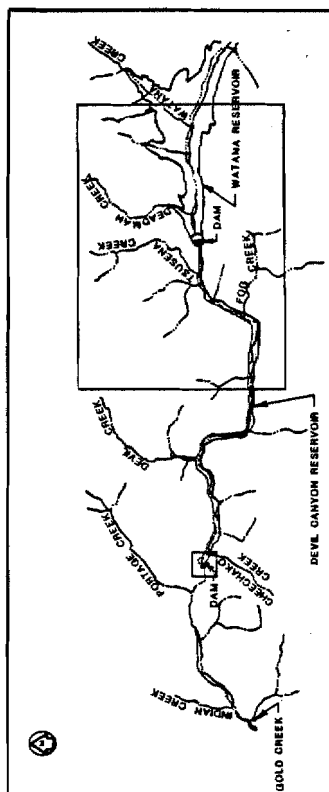 WATANA
CREEK
WATANA RESERVOIR
DEADMAN CREEK
DAM
TSUSENA
CREEK
FOG CREEK
DEVIL
CREEK
DEVIL CANYON RESERVOIR
PORTAGE CREEK
CHEECHAKO
CREEK
DAM
INDIAN CREEK
GOLD CREEK